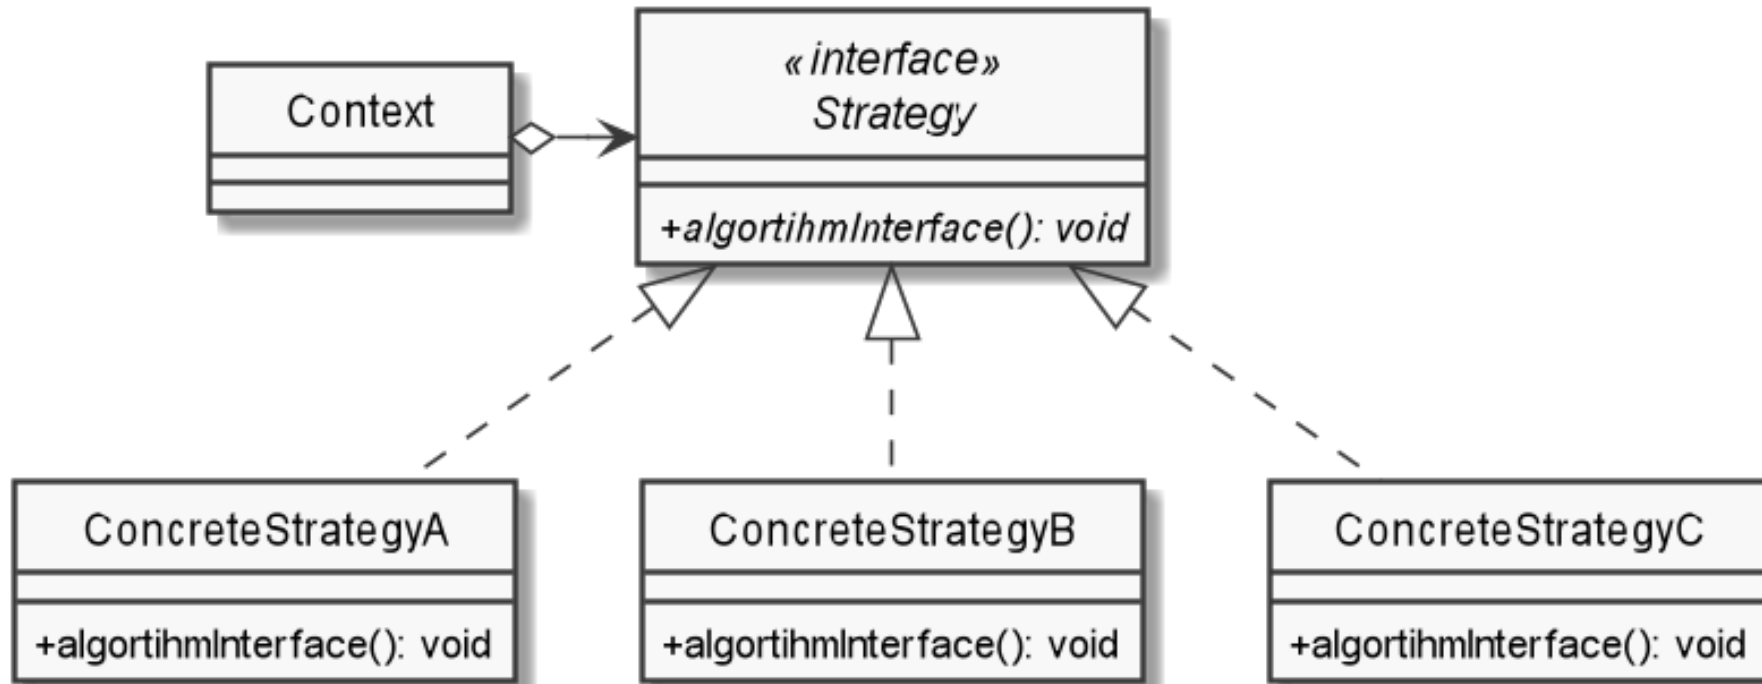 Context
«interface»
Strategy
+algortihmInterface(): void
ConcreteStrategyA
+algortihmInterface(): void
ConcreteStrategyB
+algortihmInterface(): void
ConcreteStrategyC
+algortihmInterface(): void